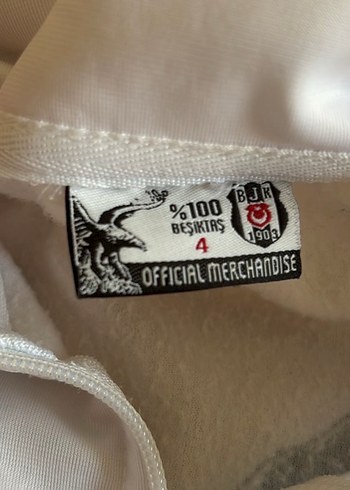 %100
BEŞİKTAŞ
4
BJK
1903
OFFICIAL MERCHANDISE